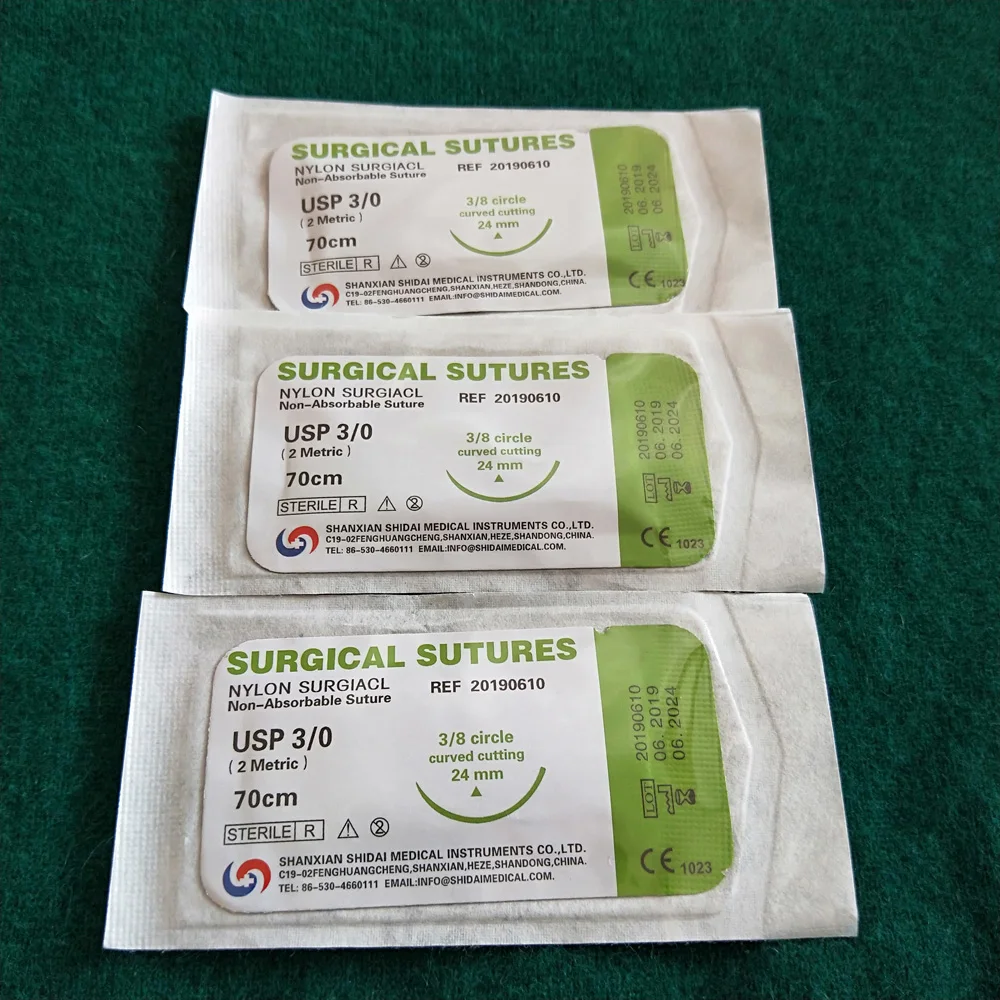 SURGICAL SUTURES
NYLON SURGIACL REF 20190610
Non-Absorbable Suture
USP 3/0
( 2 Metric )
70cm
3/8 circle
curved cutting
24 mm
STERILE R
SHANXIAN SHIDAI MEDICAL INSTRUMENTS CO.,LTD.
C19-02FENGHUANGCHENG,SHANXIAN,HEZE,SHANDONG,CHINA.
TEL: 86-530-4660111 EMAIL:INFO@SHIDAIMEDICAL.COM.
20190610
06. 2019
06. 2024
LOT
CE 1023
SURGICAL SUTURES
NYLON SURGIACL REF 20190610
Non-Absorbable Suture
USP 3/0
( 2 Metric )
70cm
3/8 circle
curved cutting
24 mm
STERILE R
SHANXIAN SHIDAI MEDICAL INSTRUMENTS CO.,LTD.
C19-02FENGHUANGCHENG,SHANXIAN,HEZE,SHANDONG,CHINA.
TEL: 86-530-4660111 EMAIL:INFO@SHIDAIMEDICAL.COM.
20190610
06. 2019
06. 2024
LOT
CE 1023
SURGICAL SUTURES
NYLON SURGIACL REF 20190610
Non-Absorbable Suture
USP 3/0
( 2 Metric )
70cm
3/8 circle
curved cutting
24 mm
STERILE R
SHANXIAN SHIDAI MEDICAL INSTRUMENTS CO.,LTD.
C19-02FENGHUANGCHENG,SHANXIAN,HEZE,SHANDONG,CHINA.
TEL: 86-530-4660111 EMAIL:INFO@SHIDAIMEDICAL.COM.
20190610
06. 2019
06. 2024
LOT
CE 1023